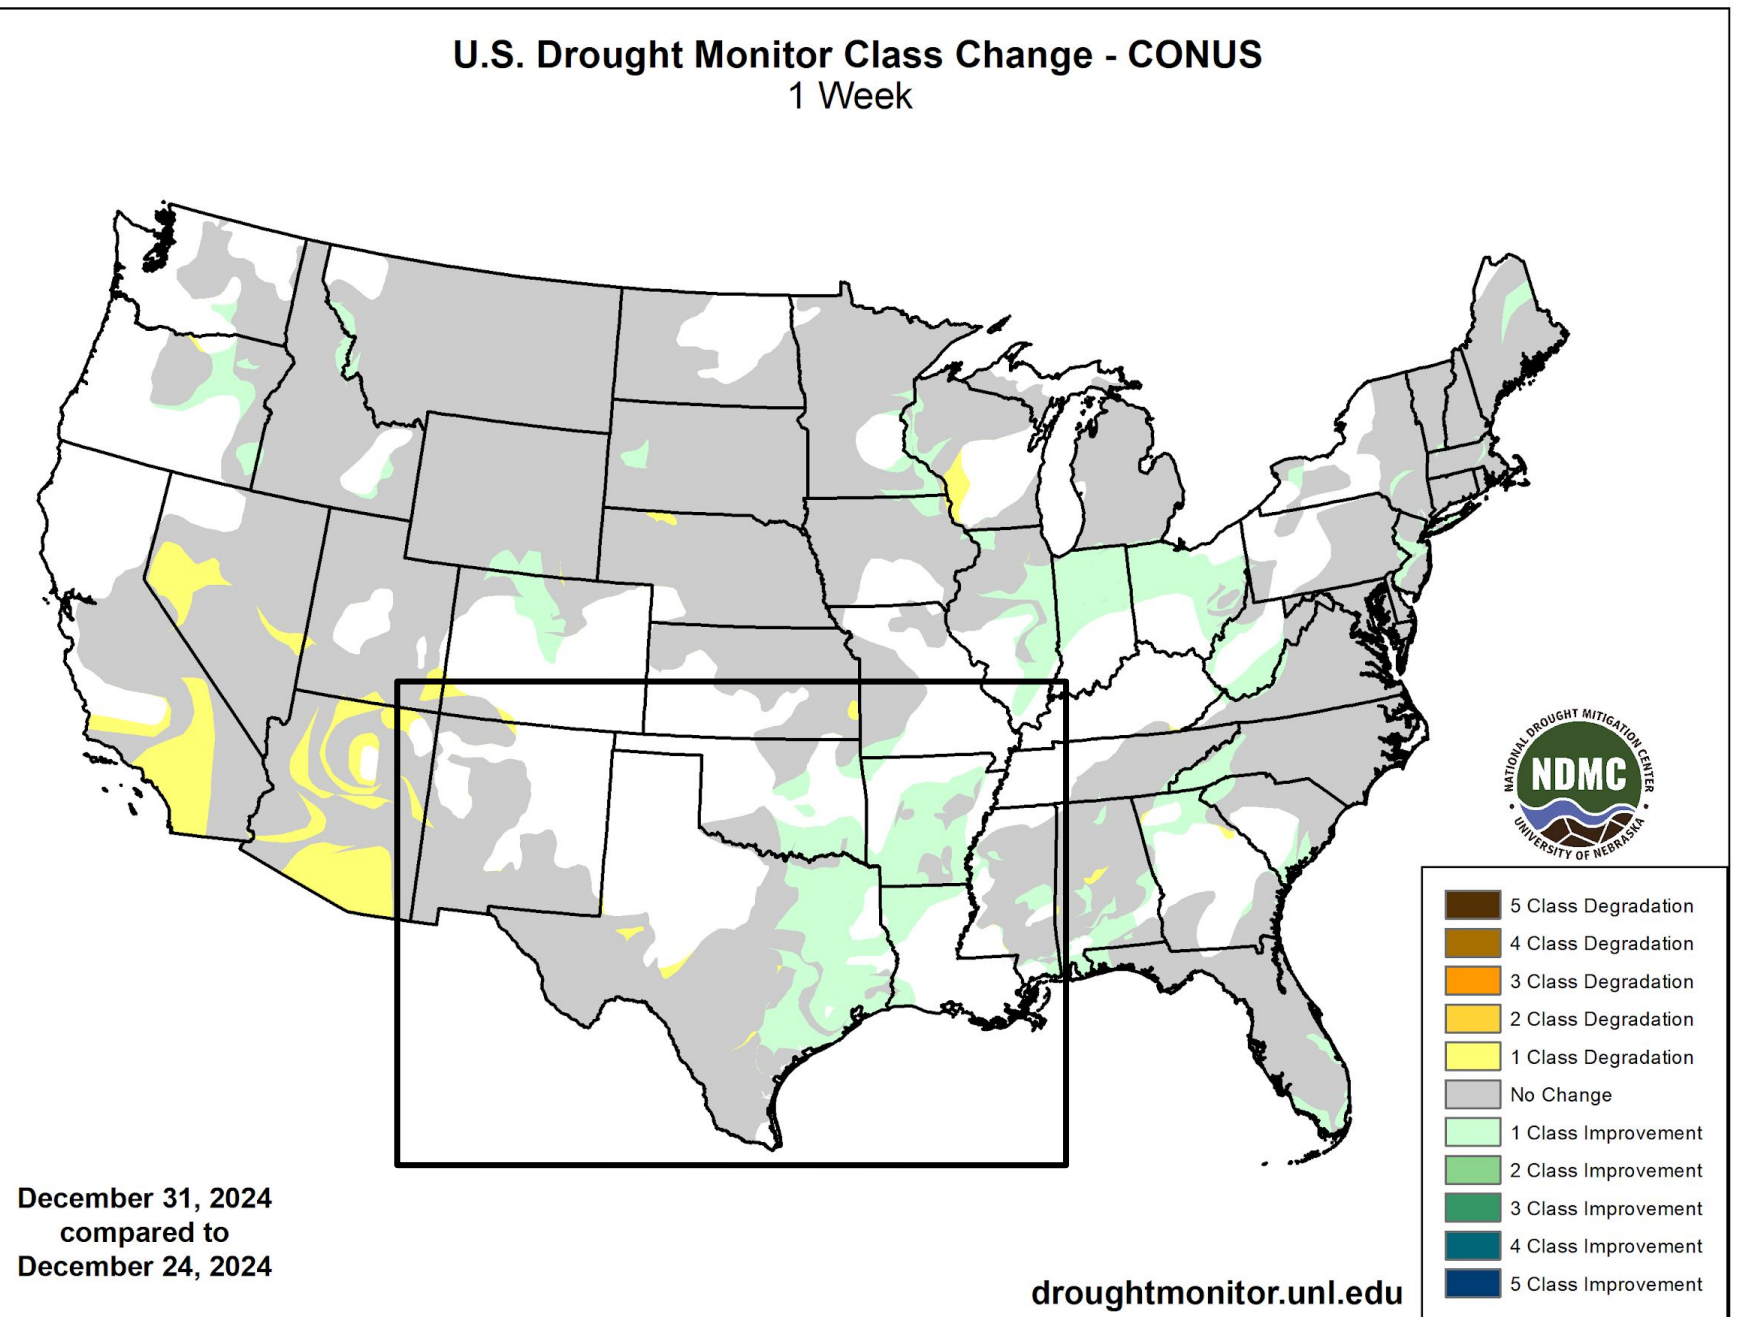 U.S. Drought Monitor Class Change - CONUS
1 Week
NATIONAL DROUGHT MITIGATION CENTER
NDMC
UNIVERSITY OF NEBRASKA
5 Class Degradation
4 Class Degradation
3 Class Degradation
2 Class Degradation
1 Class Degradation
No Change
1 Class Improvement
2 Class Improvement
3 Class Improvement
4 Class Improvement
5 Class Improvement
December 31, 2024
compared to
December 24, 2024
droughtmonitor.unl.edu